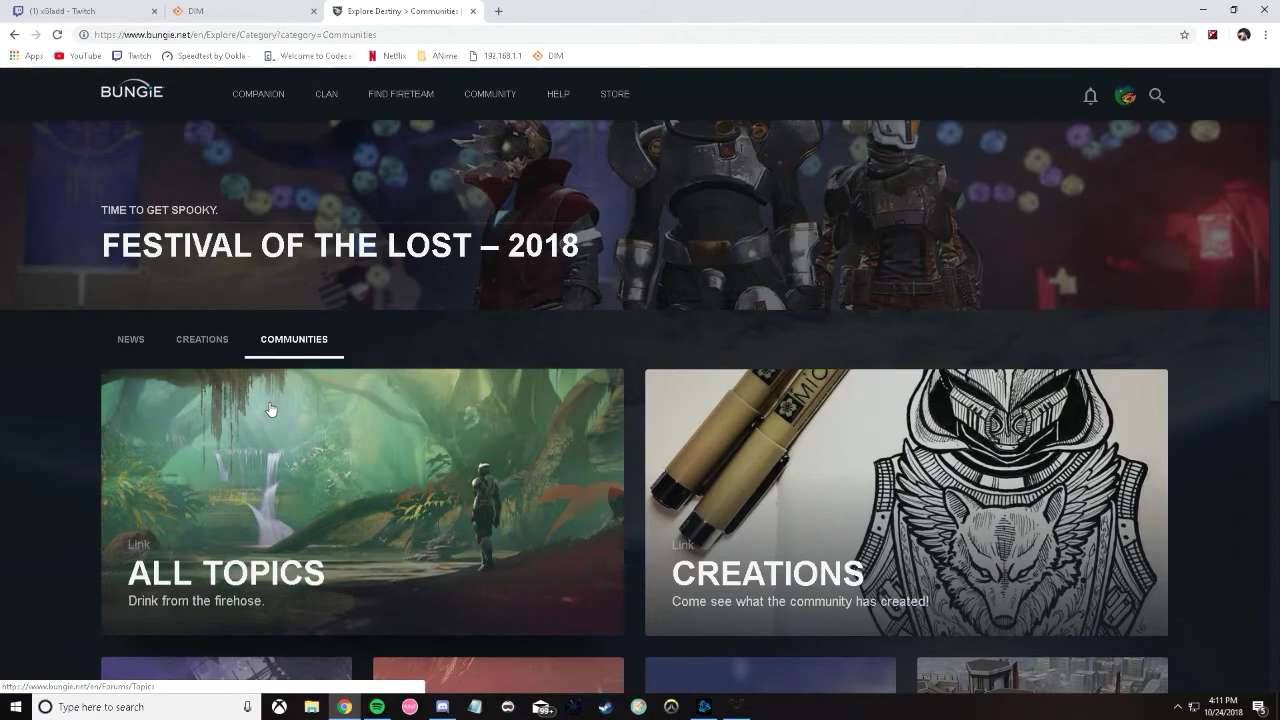 (1) xGladd - Twitch
DIM
Explore Destiny > Communities |
https://www.bungie.net/en/Explore/Category?category=Communities
Apps
YouTube
Twitch
Speedtest by Ookla -
Welcome to Codeca
Netflix
ANime
192.168.1.1
DIM
BUNGiE
COMPANION
CLAN
FIND FIRETEAM
COMMUNITY
HELP
STORE
TIME TO GET SPOOKY.
FESTIVAL OF THE LOST – 2018
NEWS
CREATIONS
COMMUNITIES
Link
ALL TOPICS
Drink from the firehose.
MIC
Link
CREATIONS
Come see what the community has created!
https://www.bungie.net/en/Forums/Topics
Type here to search
99+
4:11 PM
10/24/2018
5